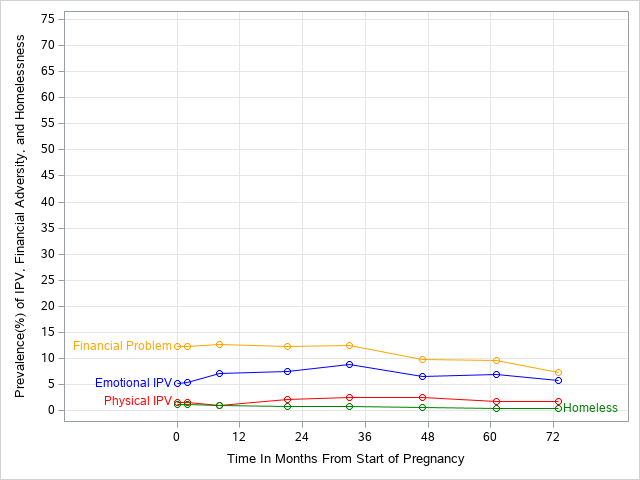 Prevalence(%) of IPV, Financial Adversity, and Homelessness
75
70
65
60
55
50
45
40
35
30
25
20
15
10
5
0
Financial Problem
Emotional IPV
Physical IPV
Homeless
0 12 24 36 48 60 72
Time In Months From Start of Pregnancy